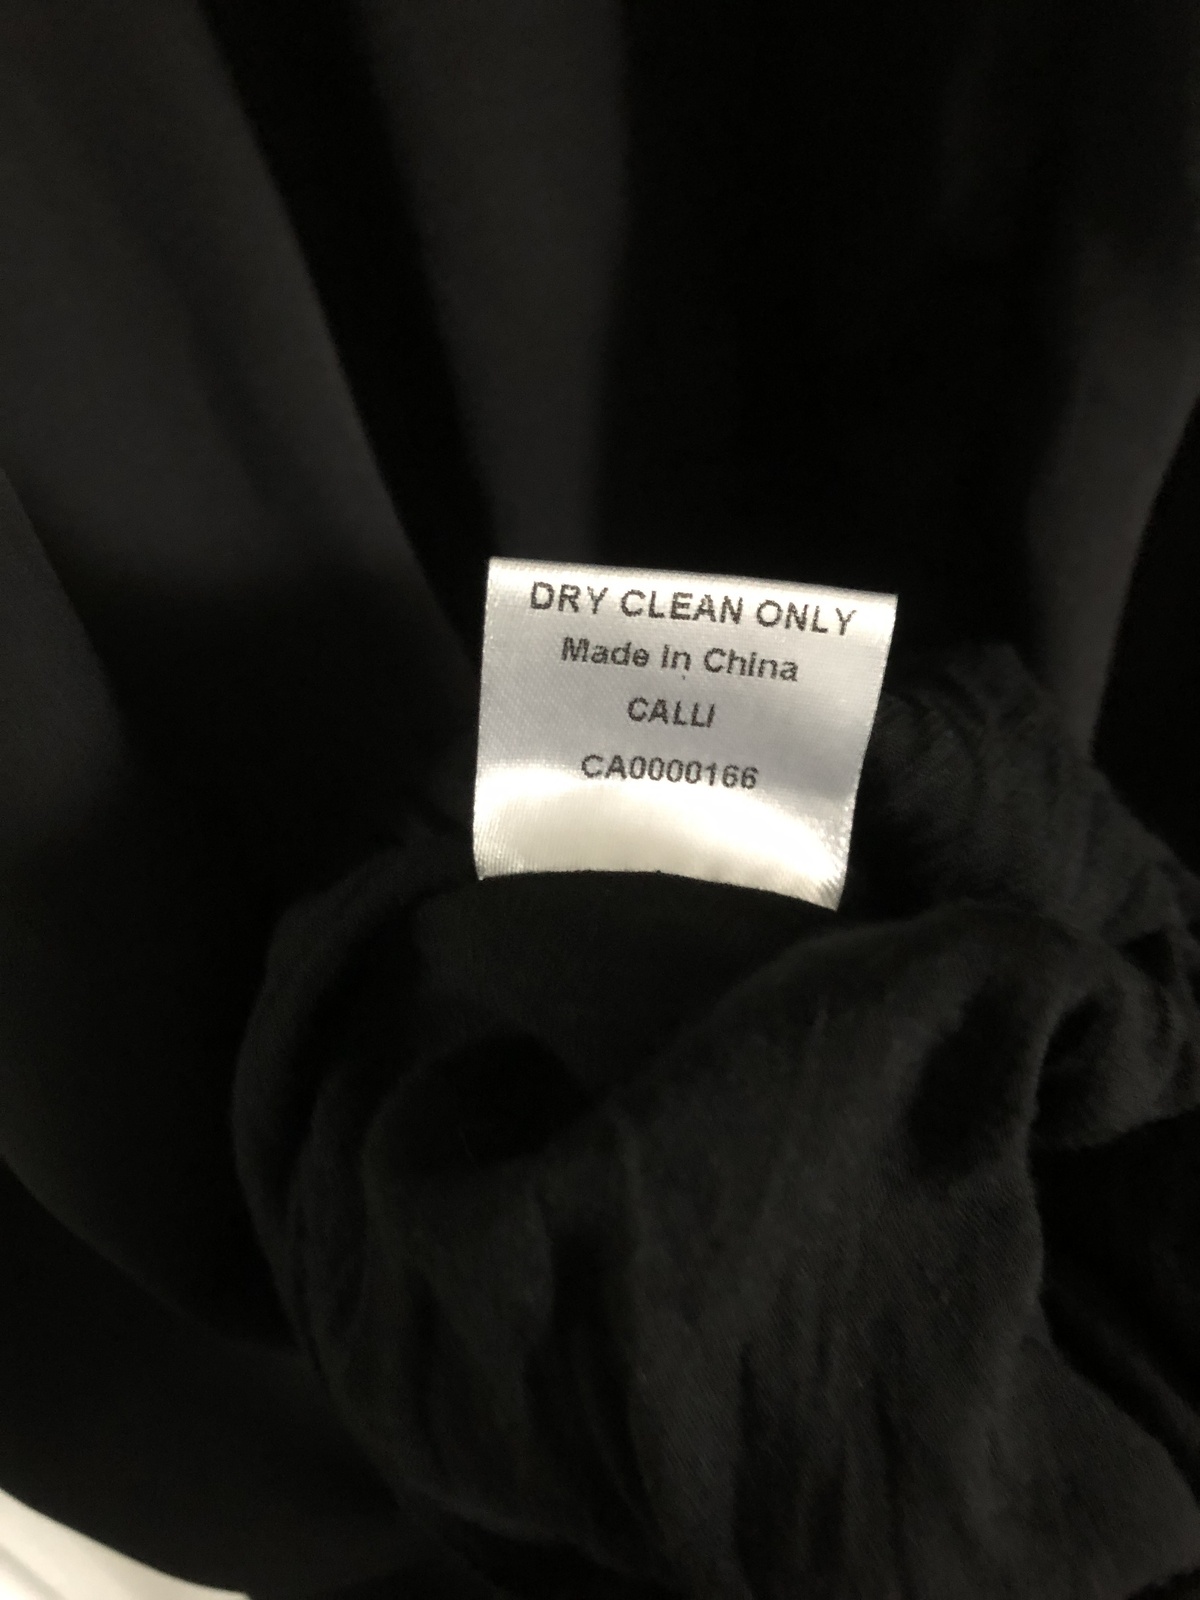 DRY CLEAN ONLY
Made In China
CALLI
CA0000166